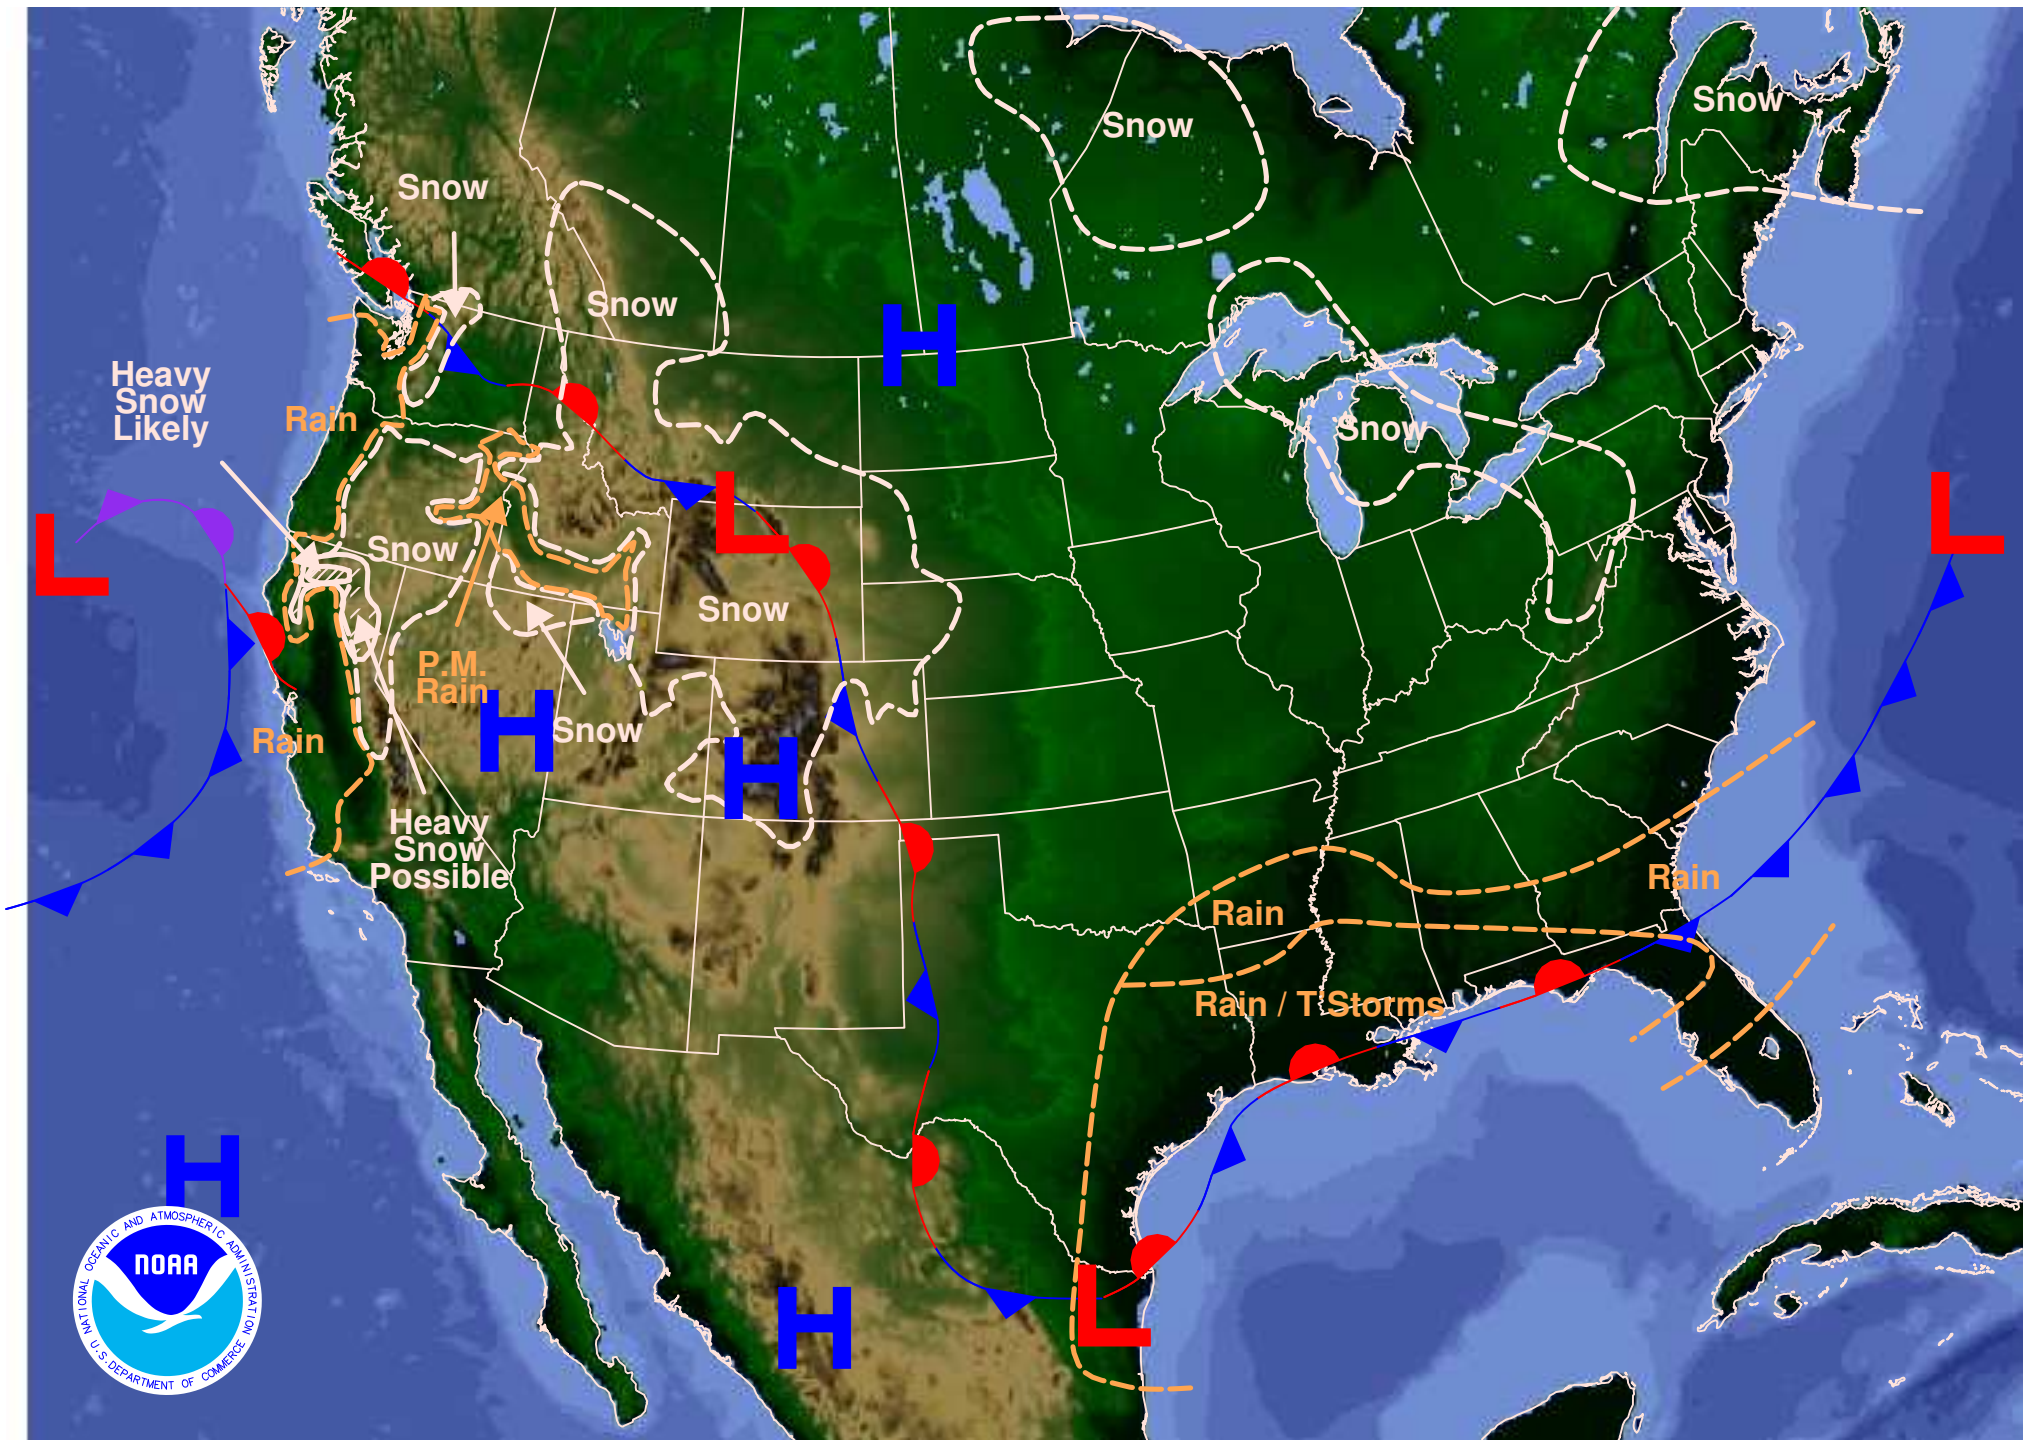 Snow
Snow
Snow
Snow
H
Heavy
Snow
Likely
Rain
Snow
L
L
L
Snow
Snow
P.M.
Rain
H
Snow
Rain
H
Heavy
Snow
Possible
Rain
Rain
Rain / T'Storms
H
NATIONAL OCEANIC AND ATMOSPHERIC ADMINISTRATION
NOAA
U.S. DEPARTMENT OF COMMERCE
H
L